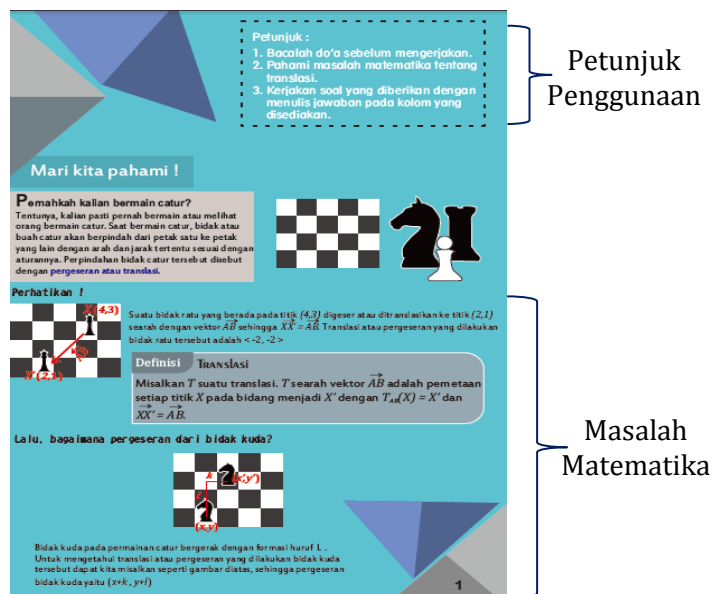 Petunjuk :
1. Bacalah do’a sebelum mengerjakan.
2. Pahami masalah matematika tentang
translasi.
3. Kerjakan soal yang diberikan dengan
menulis jawaban pada kolom yang
disediakan.
Petunjuk
Penggunaan
Mari kita pahami !
Pernahkah kalian bermain catur?
Tentunya, kalian pasti pernah bermain atau melihat
orang bermain catur. Saat bermain catur, bidak atau
buah catur akan berpindah dari petak satu ke petak
yang lain dengan arah dan jarak tertentu sesuai dengan
aturannya. Perpindahan bidak catur tersebut disebut
dengan pergeseran atau translasi.
Perhatikan !
X(4,3)
X'(2,1)
Suatu bidak ratu yang berada pada titik (4,3) digeser atau ditranslasikan ke titik (2,1)
searah dengan vektor AB sehingga XX' = AB. Translasi atau pergeseran yang dilakukan
bidak ratu tersebut adalah < -2, -2 >
Definisi TRANSLASI
Misalkan T suatu translasi. T searah vektor AB adalah pemetaan
setiap titik X pada bidang menjadi X' dengan T_AB(X) = X' dan
XX' = AB.
Masalah
Matematika
Lalu, bagaimana pergeseran dari bidak kuda?
k
(x',y')
l
(x,y)
Bidak kuda pada permainan catur bergerak dengan formasi huruf L .
Untuk mengetahui translasi atau pergeseran yang dilakukan bidak kuda
tersebut dapat kita misalkan seperti gambar diatas, sehingga pergeseran
bidak kuda yaitu (x+k , y+l)
1